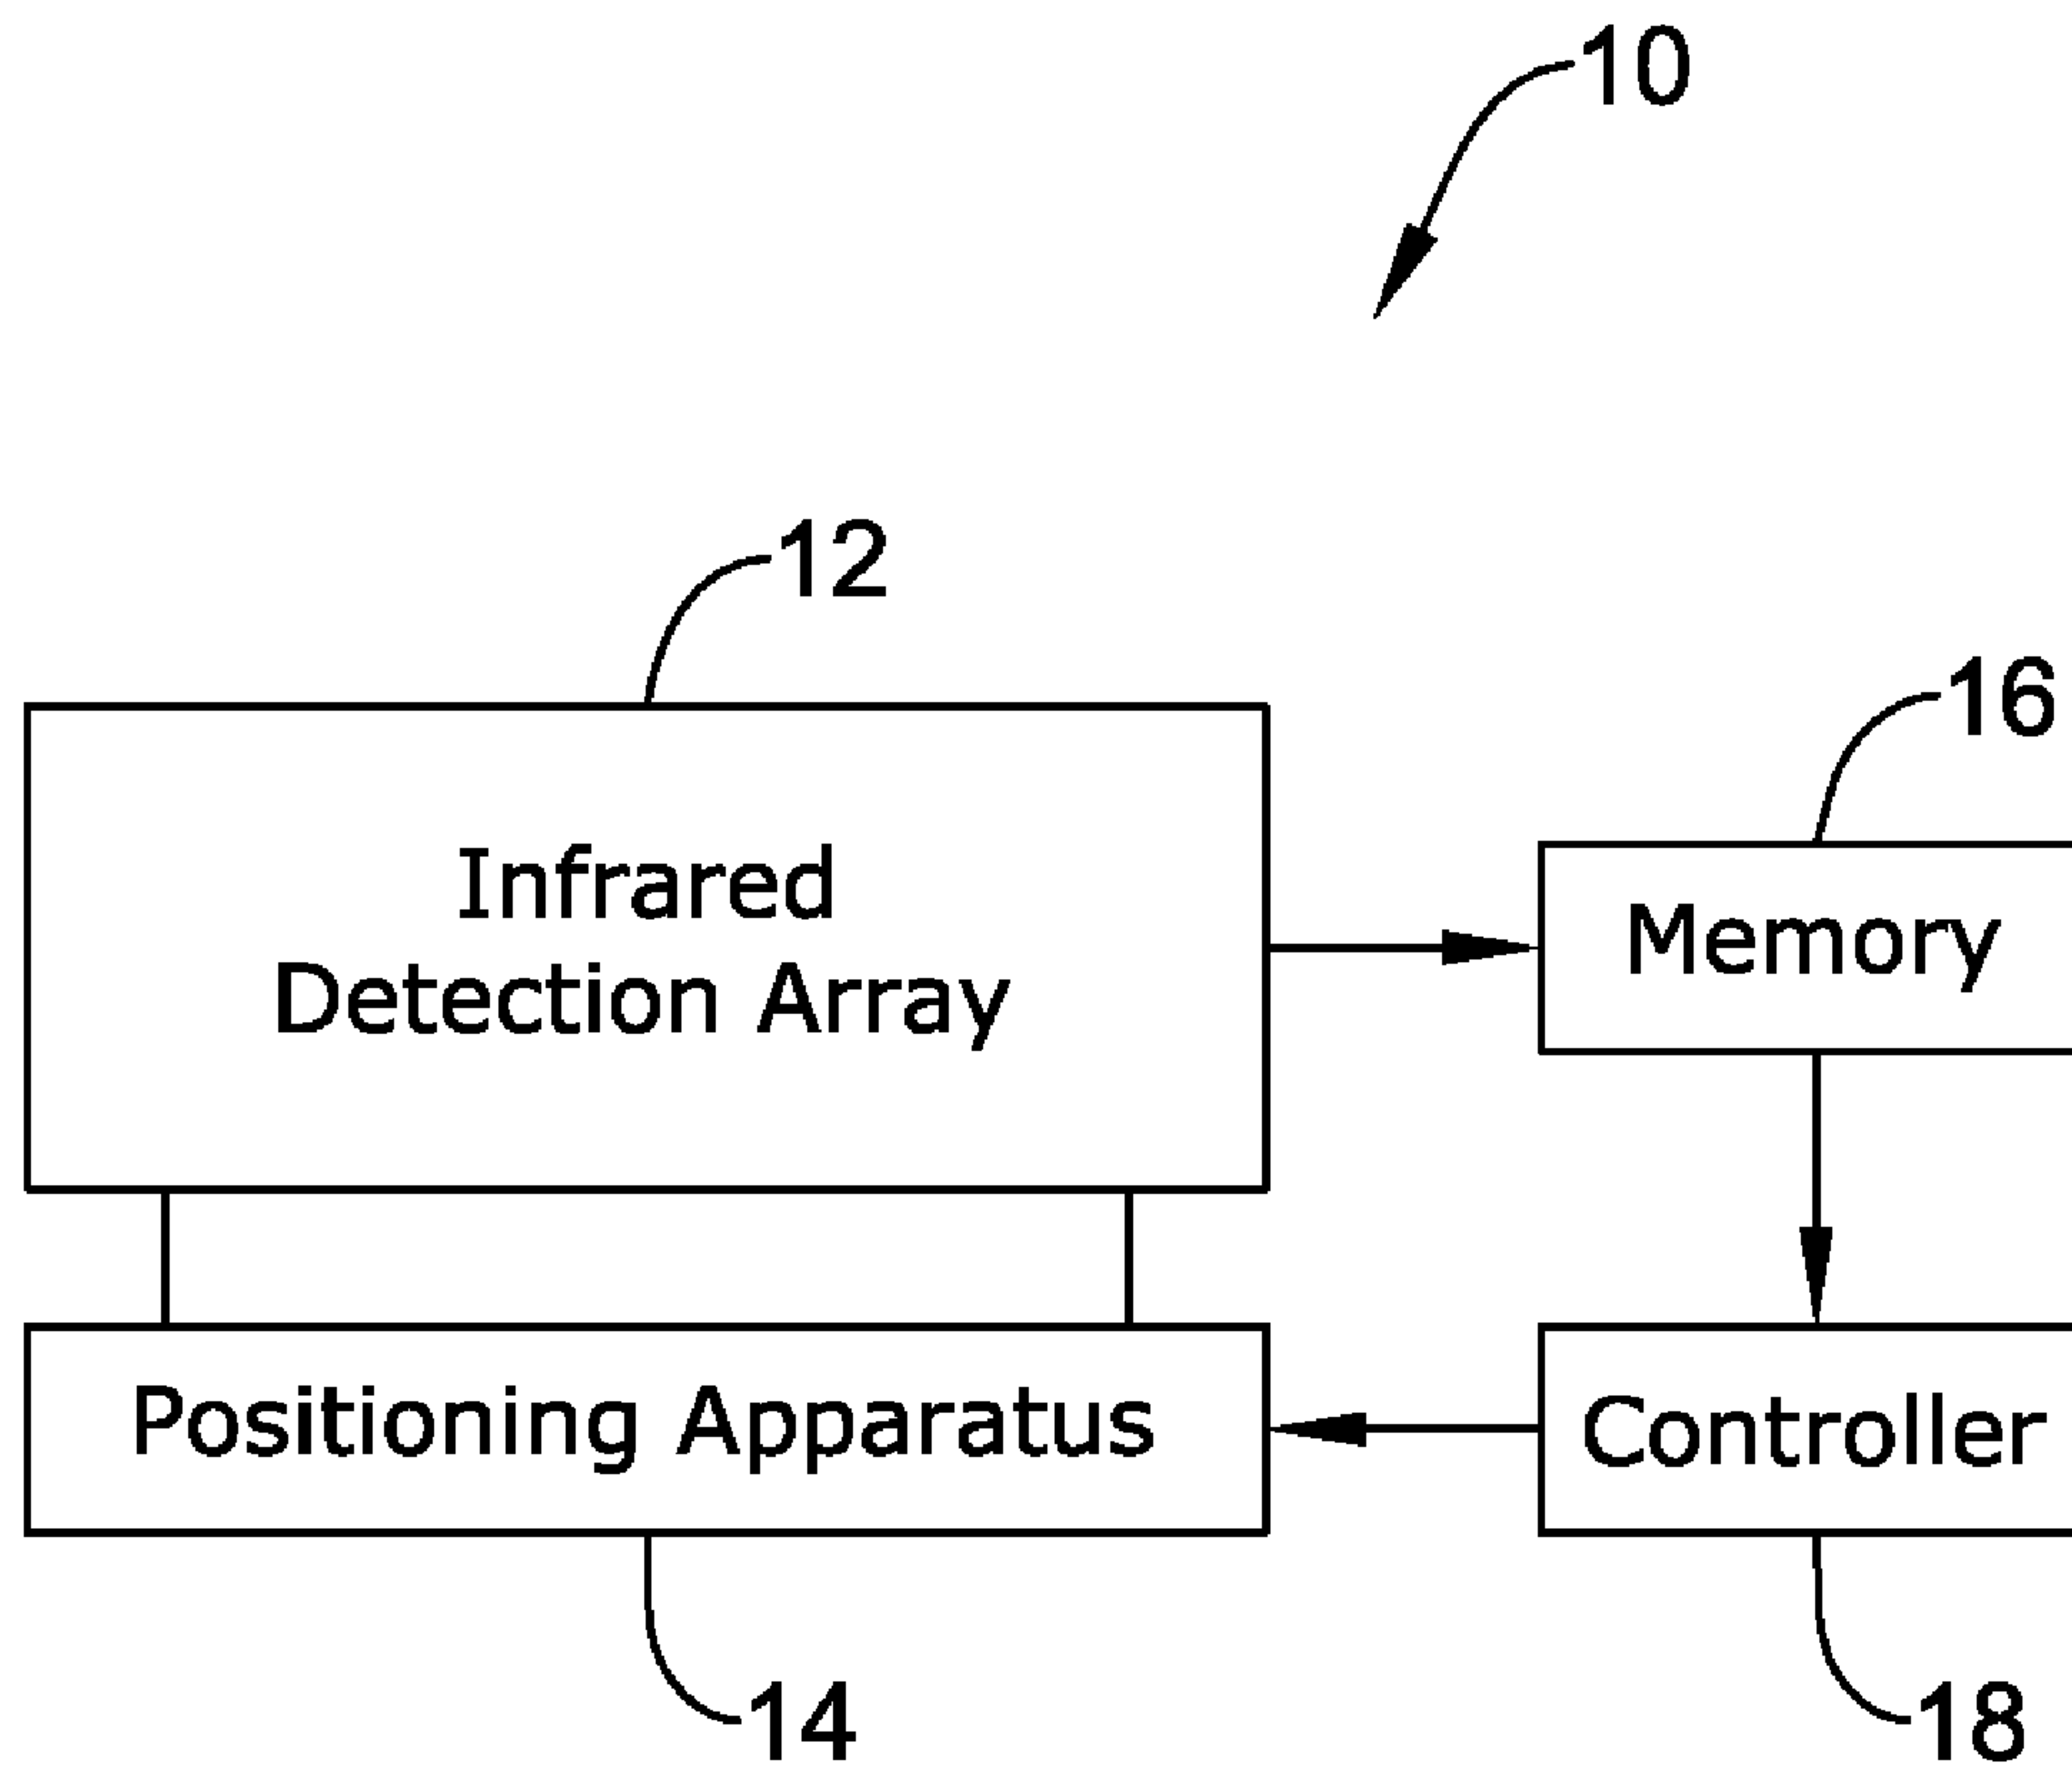 10
12
16
Infrared
Detection Array
Memory
Positioning Apparatus
Controller
14
18